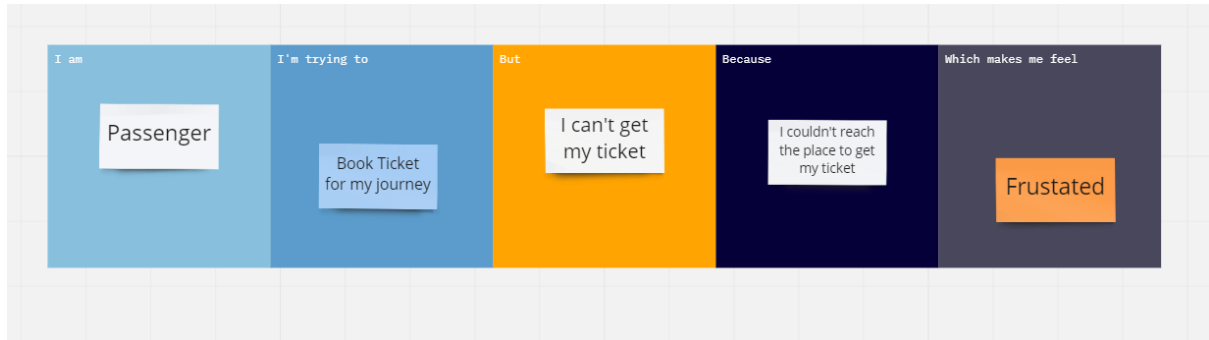 I am
Passenger
I'm trying to
Book Ticket
for my journey
But
I can't get
my ticket
Because
I couldn't reach
the place to get
my ticket
Which makes me feel
Frustated